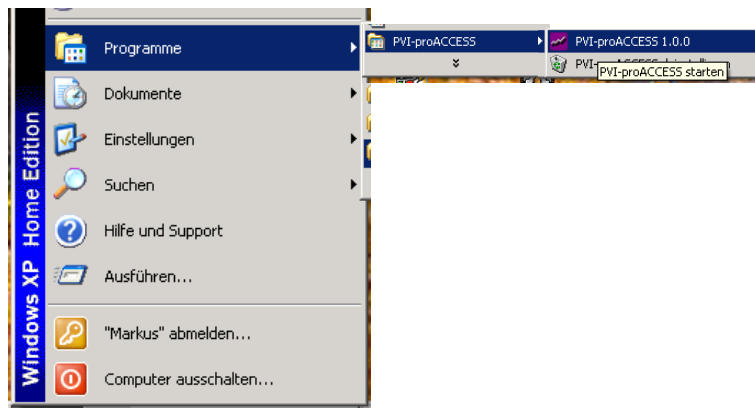 Windows XP Home Edition
Programme
PVI-proACCESS
PVI-proACCESS 1.0.0
PVI-
PVI-proACCESS starten
Dokumente
Einstellungen
Suchen
Hilfe und Support
Ausführen...
"Markus" abmelden...
Computer ausschalten...